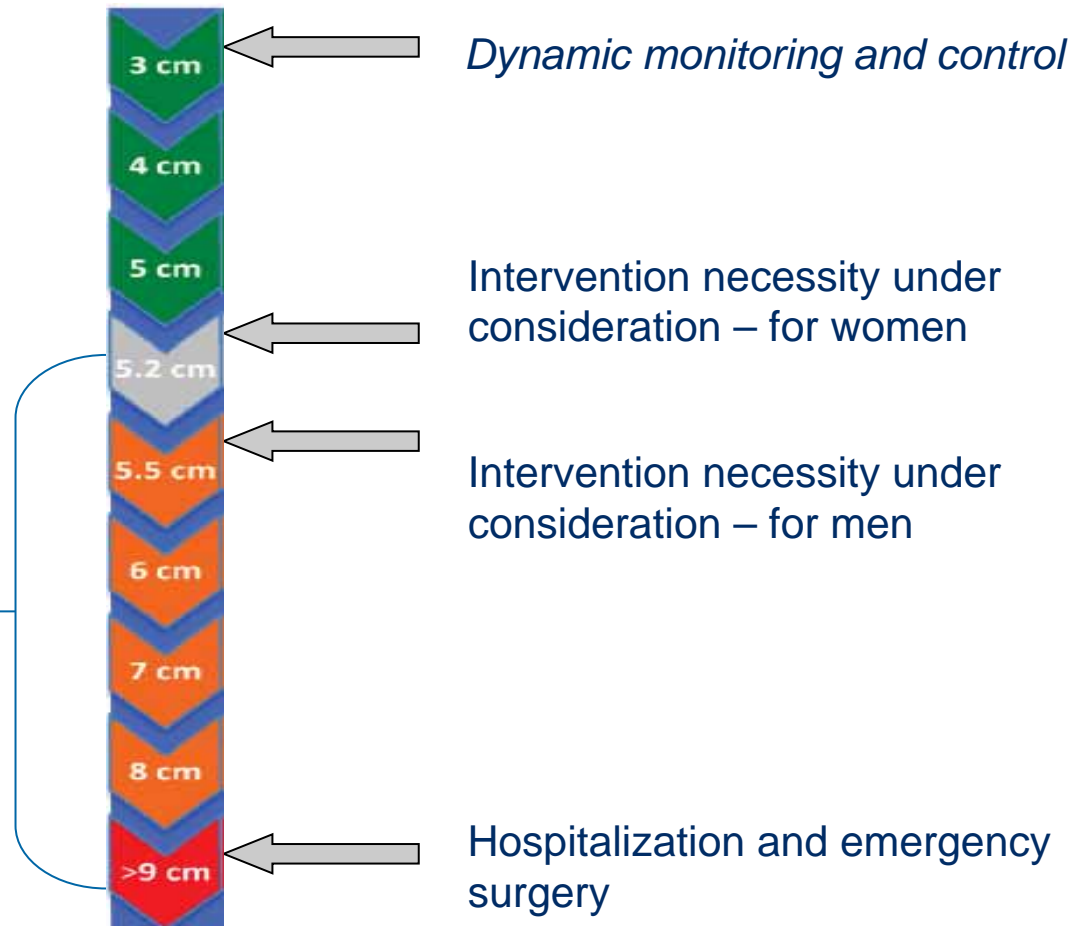 3 cm
Dynamic monitoring and control
4 cm
5 cm
Intervention necessity under
consideration – for women
5.2 cm
5.5 cm
Intervention necessity under
consideration – for men
6 cm
7 cm
8 cm
>9 cm
Hospitalization and emergency
surgery